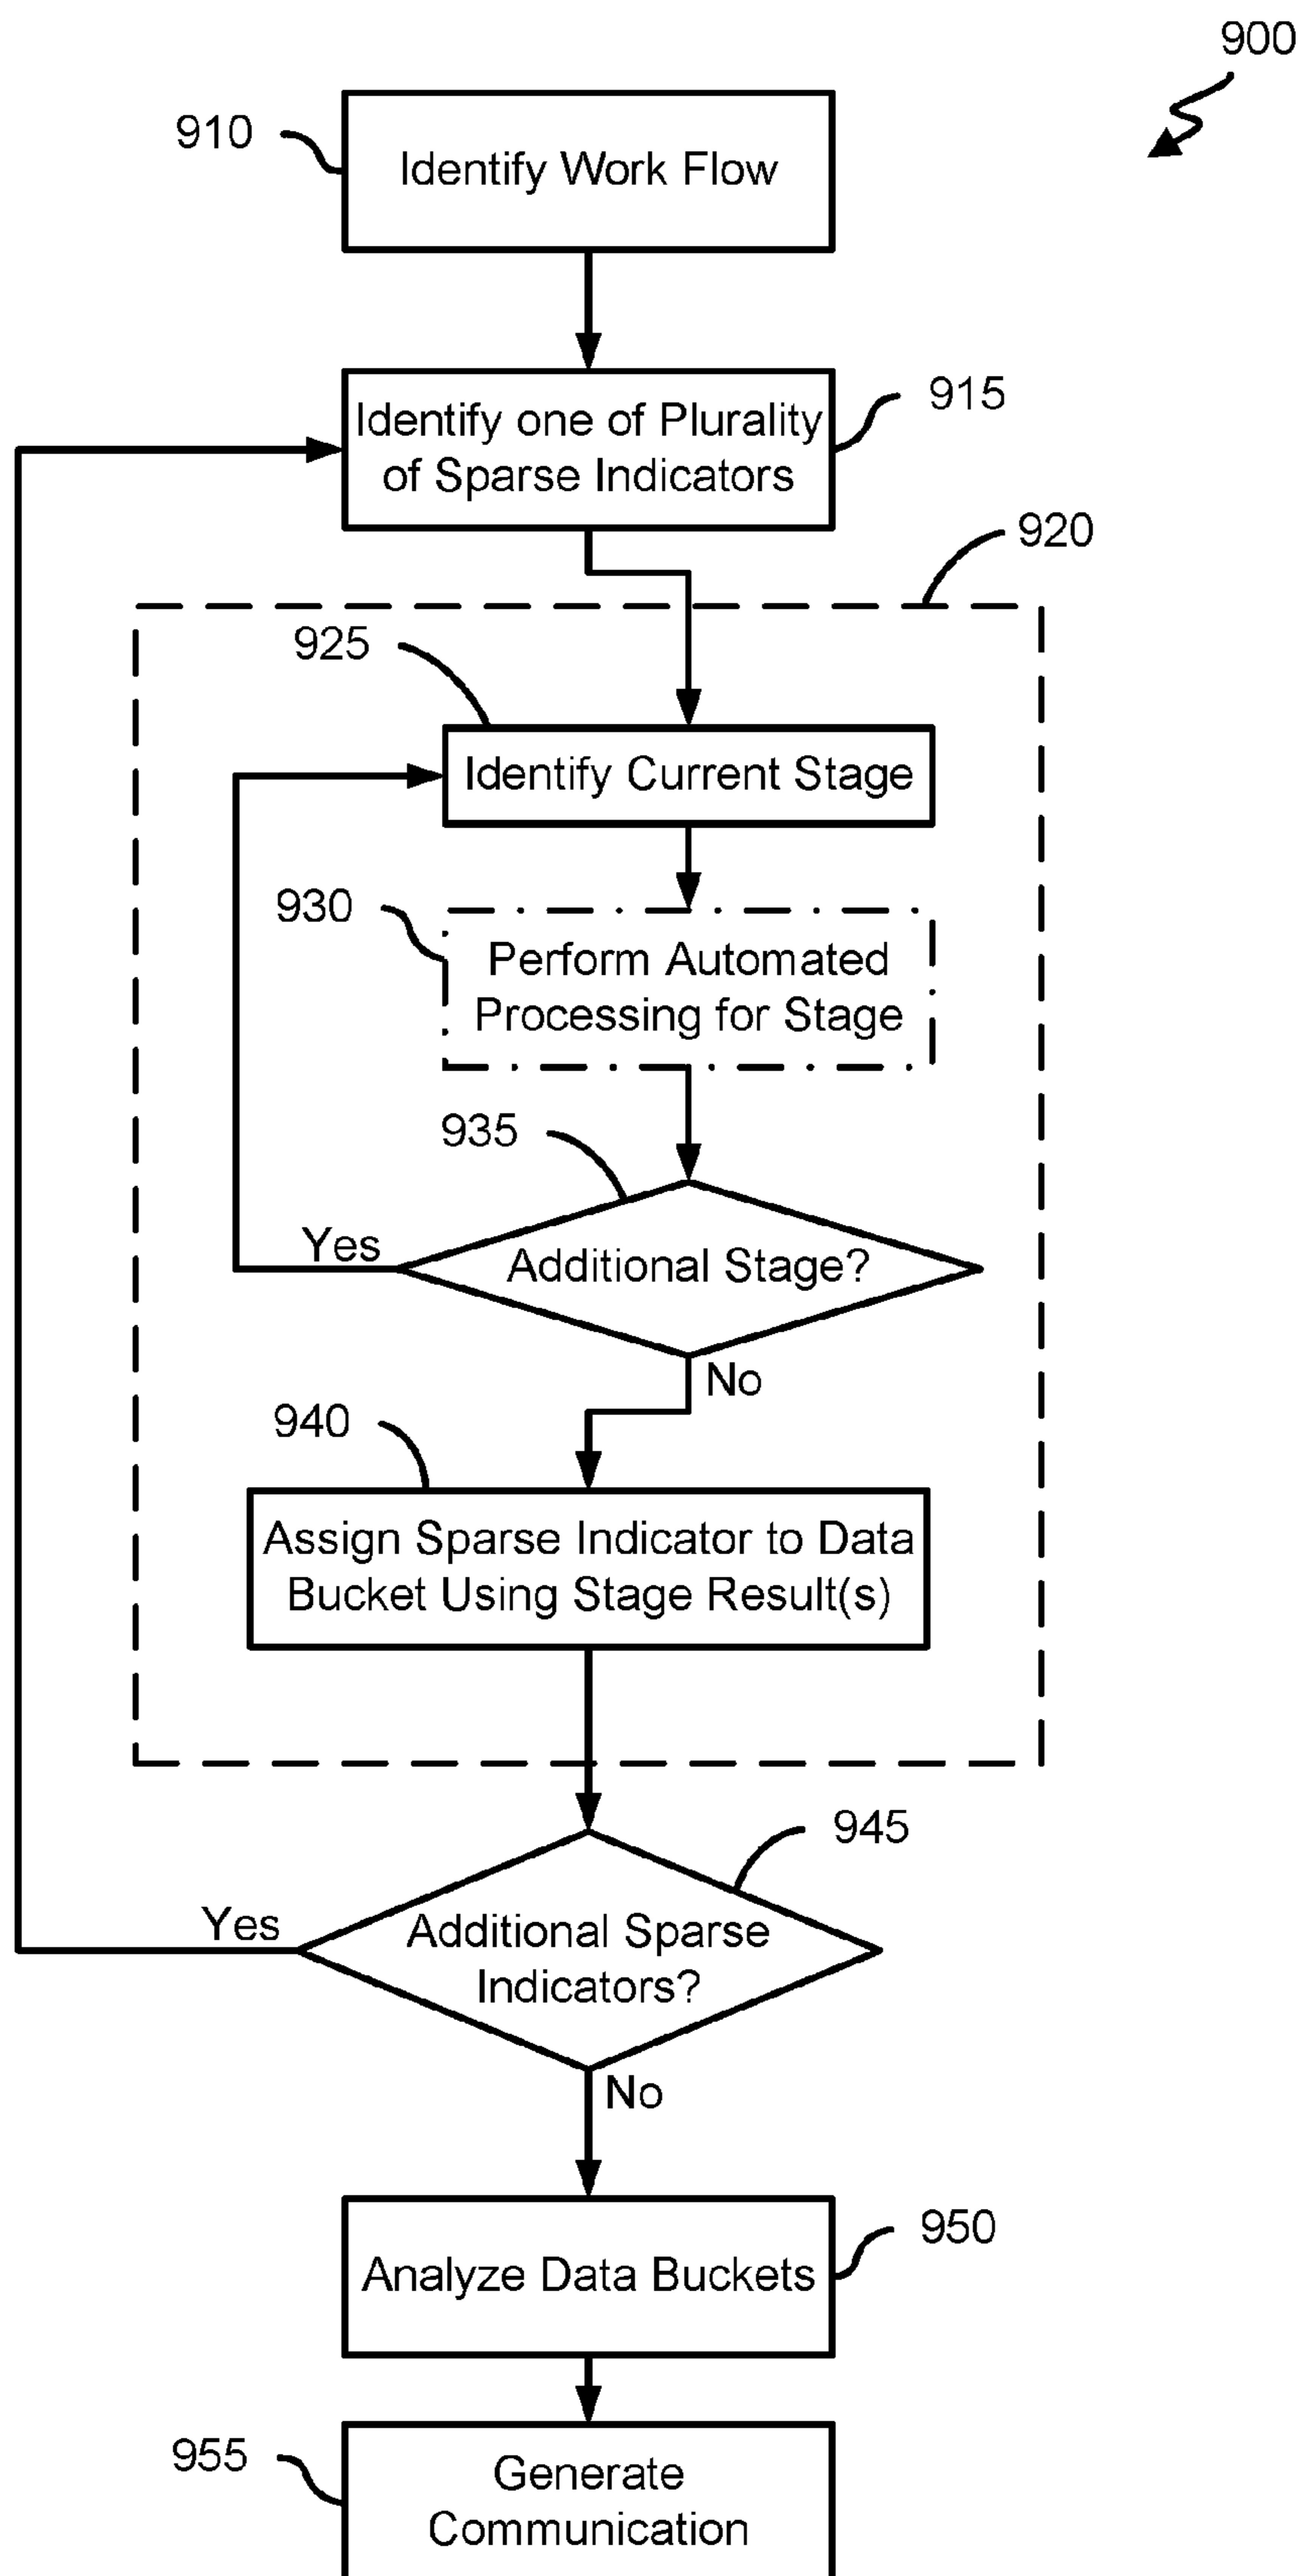 900
910
Identify Work Flow
Identify one of Plurality
of Sparse Indicators
915
920
925
Identify Current Stage
930
Perform Automated
Processing for Stage
935
Yes
Additional Stage?
No
940
Assign Sparse Indicator to Data
Bucket Using Stage Result(s)
945
Yes
Additional Sparse
Indicators?
No
Analyze Data Buckets
950
955
Generate
Communication